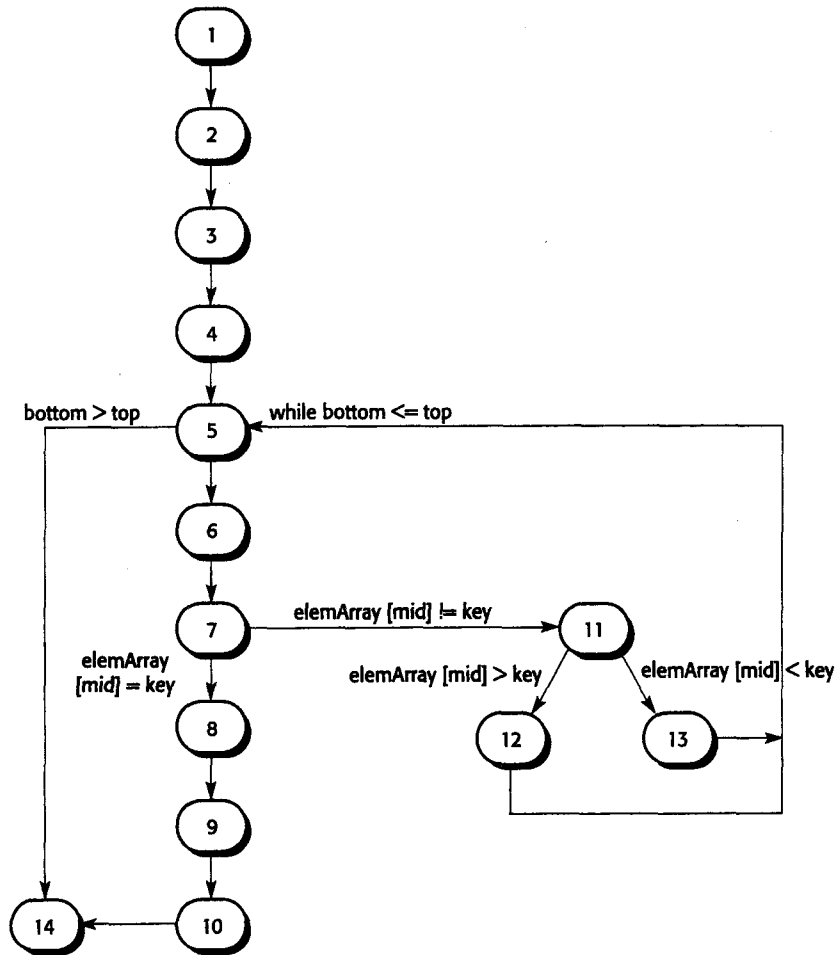 1
2
3
4
bottom > top
while bottom <= top
5
6
7
elemArray [mid] != key
11
elemArray
[mid] = key
elemArray [mid] > key
elemArray [mid] < key
8
12
13
9
14
10